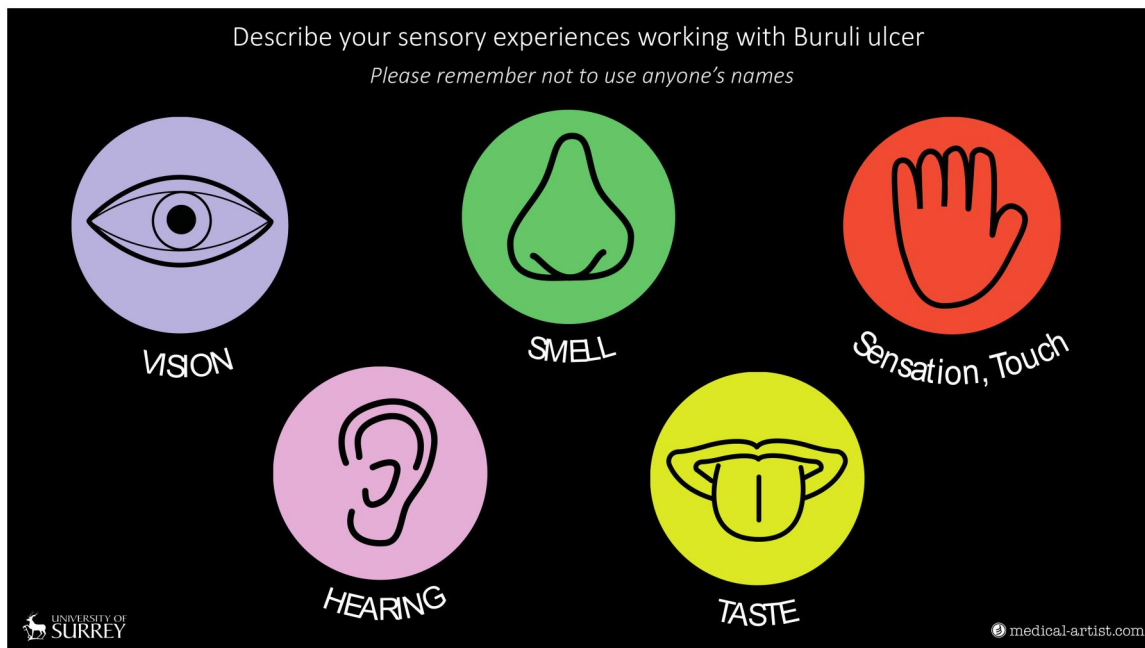 Describe your sensory experiences working with Buruli ulcer
Please remember not to use anyone’s names
VISION
SMELL
Sensation, Touch
HEARING
TASTE
UNIVERSITY OF
SURREY
medical-artist.com